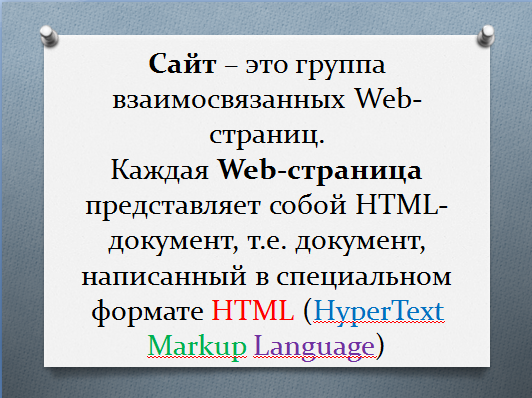 Сайт – это группа
взаимосвязанных Web-
страниц.
Каждая Web-страница
представляет собой HTML-
документ, т.е. документ,
написанный в специальном
формате HTML (HyperText
Markup Language)